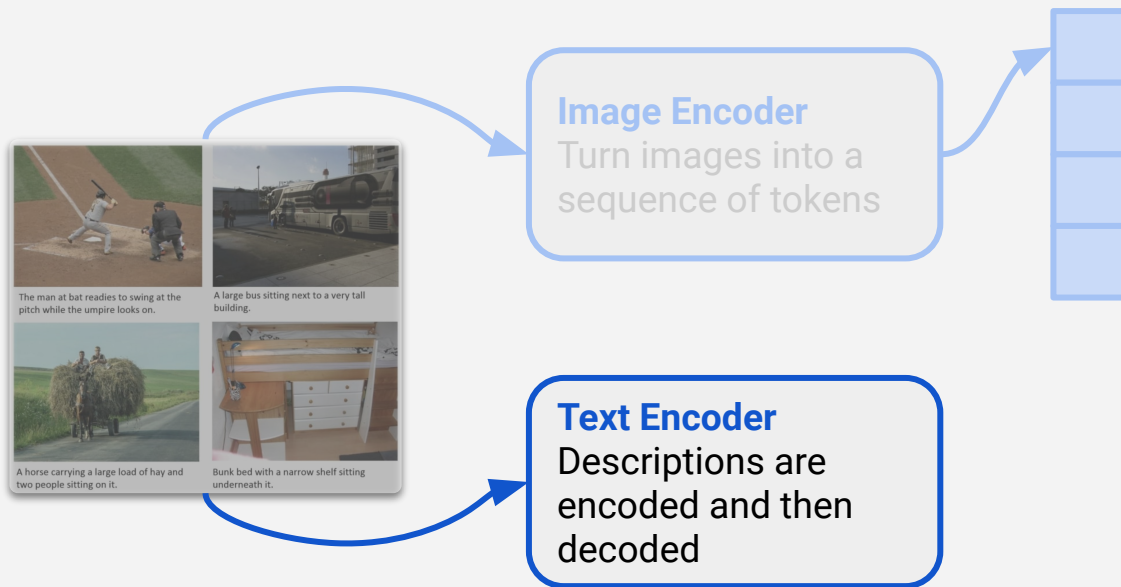 Image Encoder
Turn images into a
sequence of tokens
The man at bat readies to swing at the
pitch while the umpire looks on.
A large bus sitting next to a very tall
building.
A horse carrying a large load of hay and
two people sitting on it.
Bunk bed with a narrow shelf sitting
underneath it.
Text Encoder
Descriptions are
encoded and then
decoded